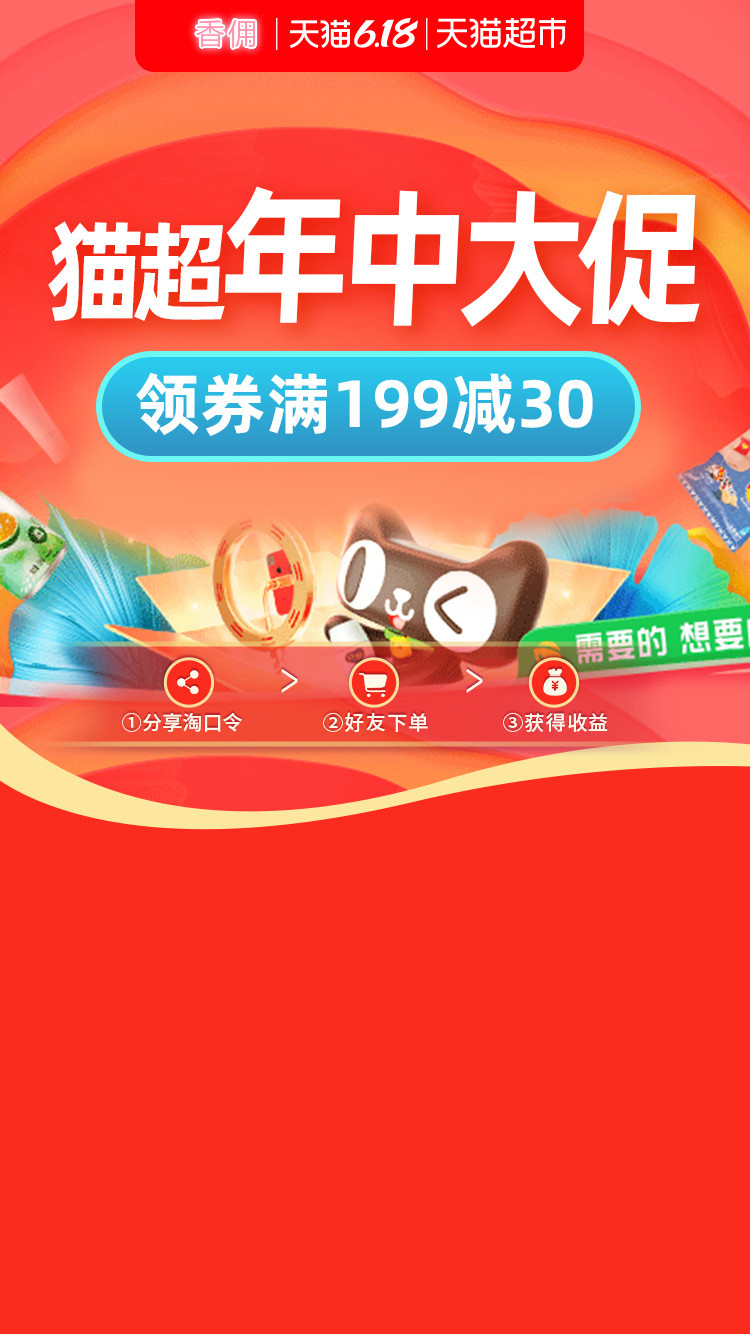 香佣 | 天猫6.18 | 天猫超市
猫超年中大促
领券满199减30
需要的 想要
①分享淘口令 > ②好友下单 > ③获得收益